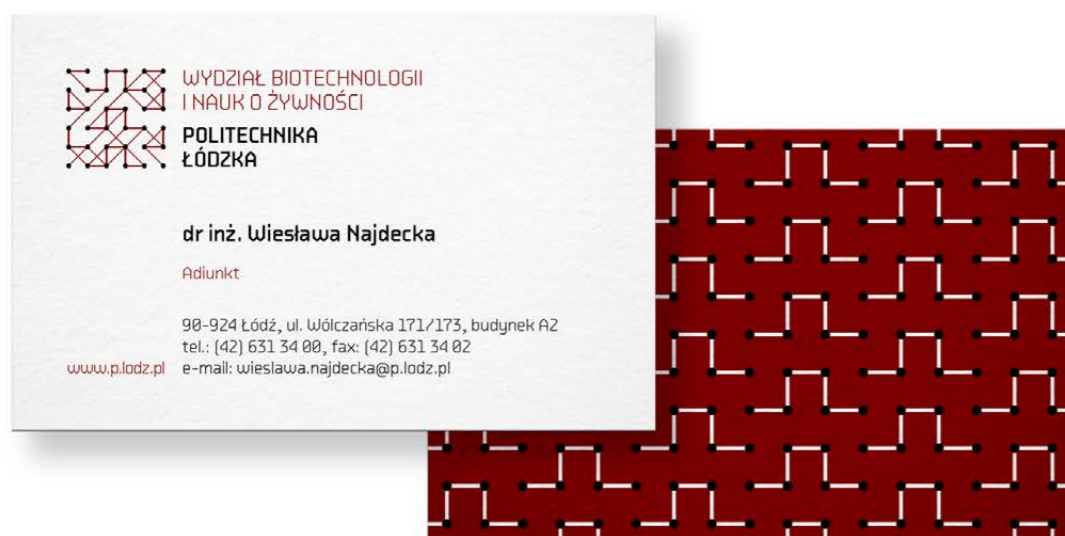 WYDZIAŁ BIOTECHNOLOGII
I NAUK O ŻYWNOŚCI
POLITECHNIKA
ŁÓDZKA
dr inż. Wiesława Najdecka
Adiunkt
90-924 Łódź, ul. Wólczańska 171/173, budynek A2
tel.: (42) 631 34 00, fax: (42) 631 34 02
www.p.lodz.pl e-mail: wieslawa.najdecka@p.lodz.pl